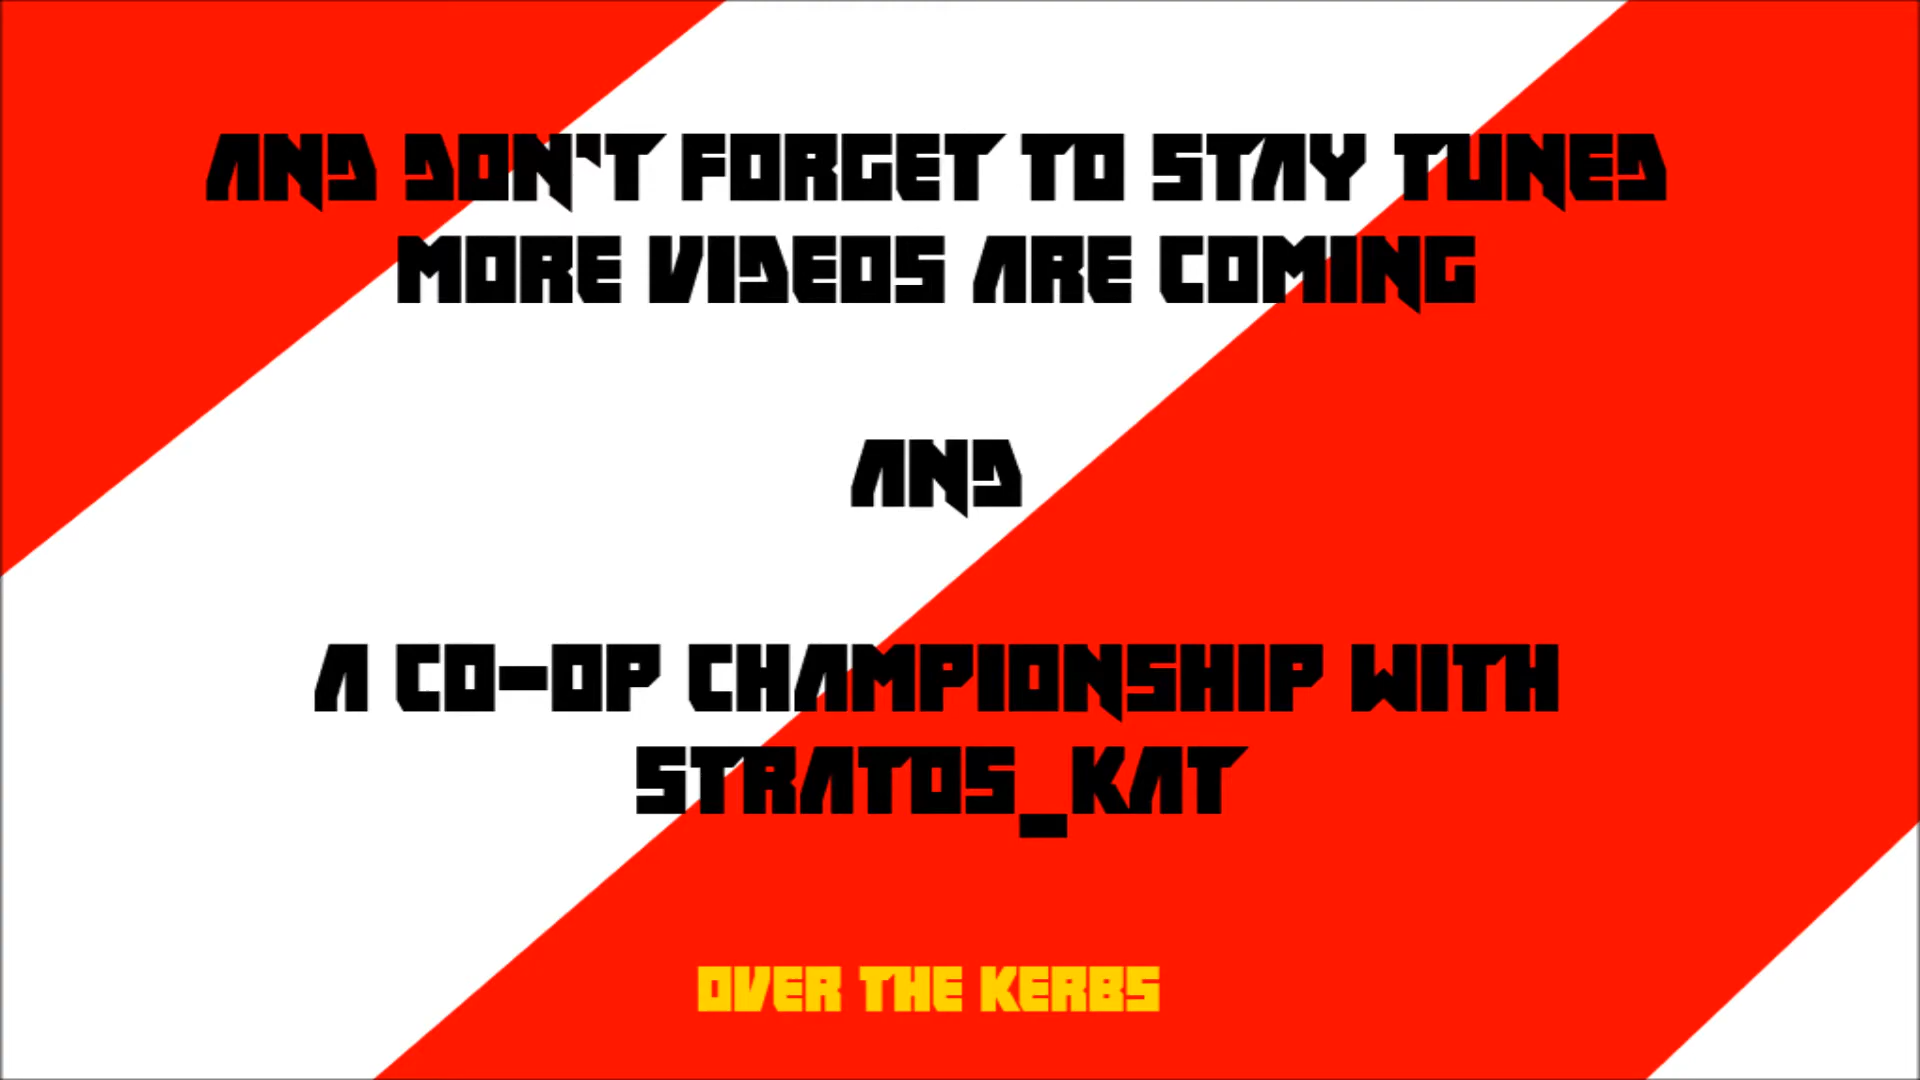 AND DON'T FORGET TO STAY TUNED
MORE VIDEOS ARE COMING
AND
A CO-OP CHAMPIONSHIP WITH
STRATOS_KAT
OVER THE KERBS